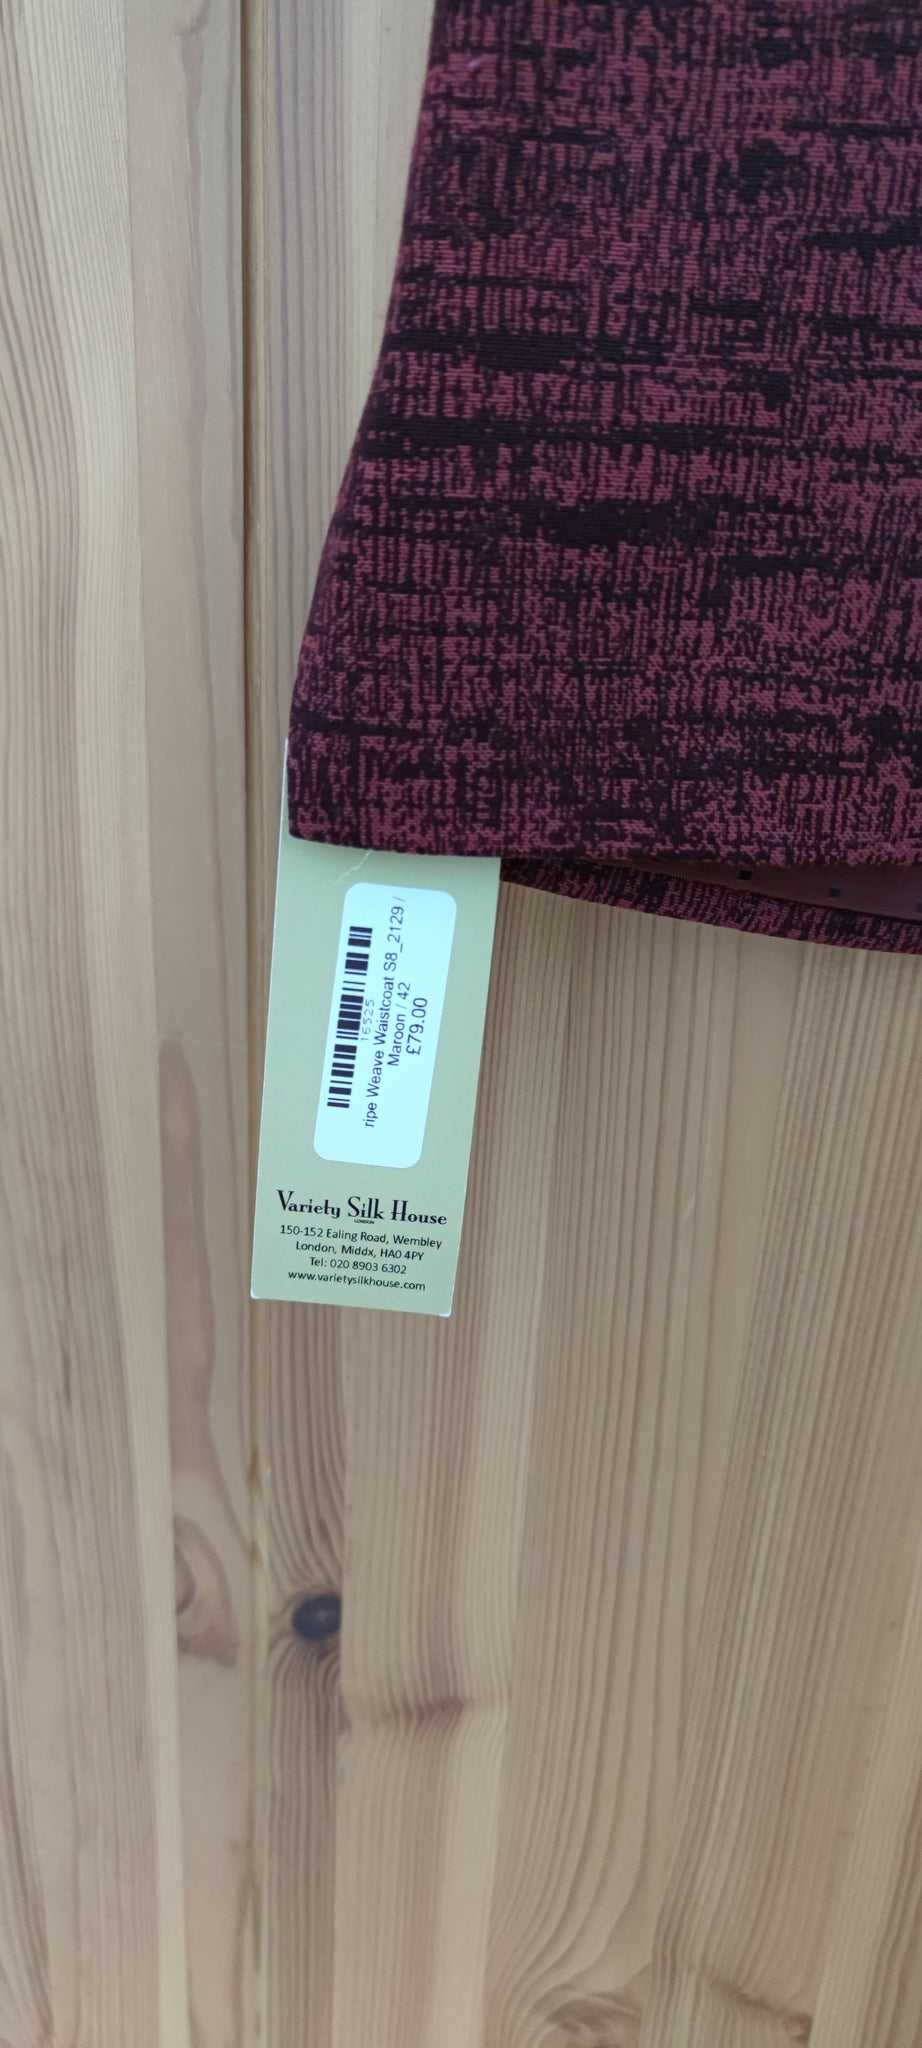 16525
ripe Weave Waistcoat S8_2129 /
Maroon / 42
£79.00
Variety Silk House
LONDON
150-152 Ealing Road, Wembley
London, Middx, HA0 4PY
Tel: 020 8903 6302
www.varietysilkhouse.com